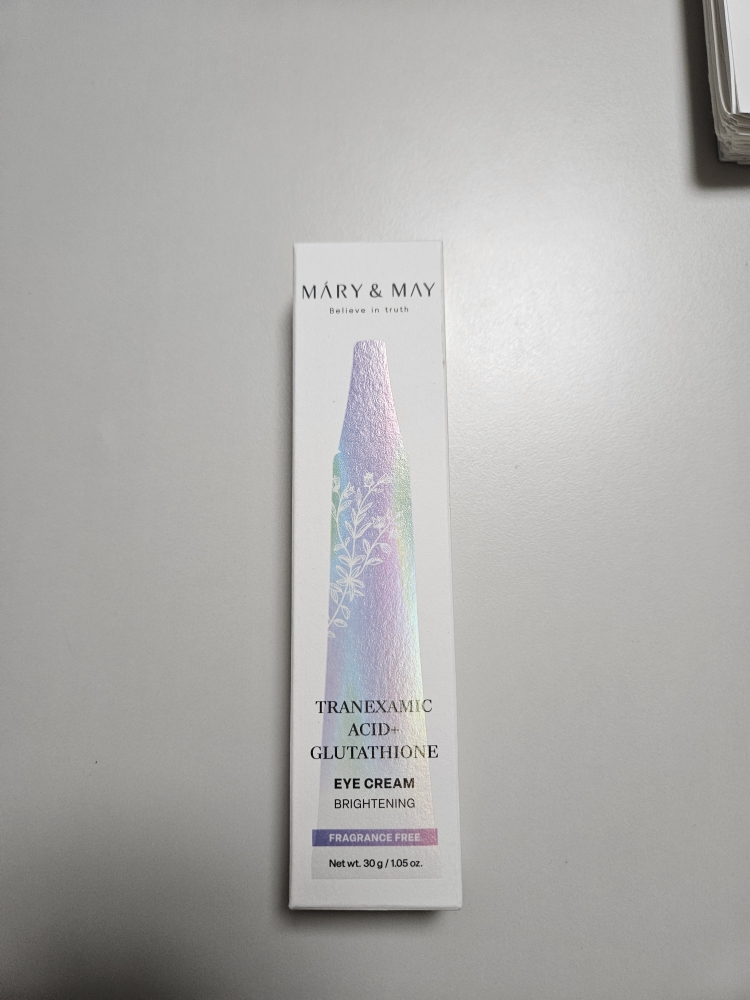 MÁRY & MAY
Believe in truth
TRANEXAMIC
ACID+
GLUTATHIONE
EYE CREAM
BRIGHTENING
FRAGRANCE FREE
Net wt. 30 g / 1.05 oz.